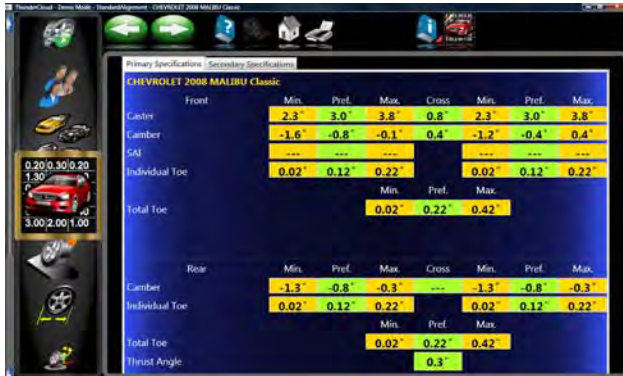 ThunderCloud - Demo Mode - StandardAlignment - CHEVROLET 2008 MALIBU Classic
Primary Specifications Secondary Specifications
CHEVROLET 2008 MALIBU Classic
Front Min. Pref. Max. Cross Min. Pref. Max.
Caster 2.3° 3.0° 3.8° 0.8° 2.3° 3.0° 3.8°
Camber -1.6° -0.8° -0.1° 0.4° -1.2° -0.4° 0.4°
SAI --- --- --- --- --- ---
Individual Toe 0.02° 0.12° 0.22° 0.02° 0.12° 0.22°
Min. Pref. Max.
Total Toe 0.02° 0.22° 0.42°
0.20 0.30 0.20
1.30
3.00 2.00 1.00
Rear Min. Pref. Max. Cross Min. Pref. Max.
Camber -1.3° -0.8° -0.3° --- -1.3° -0.8° -0.3°
Individual Toe 0.02° 0.12° 0.22° 0.02° 0.12° 0.22°
Min. Pref. Max.
Total Toe 0.02° 0.22° 0.42°
Thrust Angle 0.3°